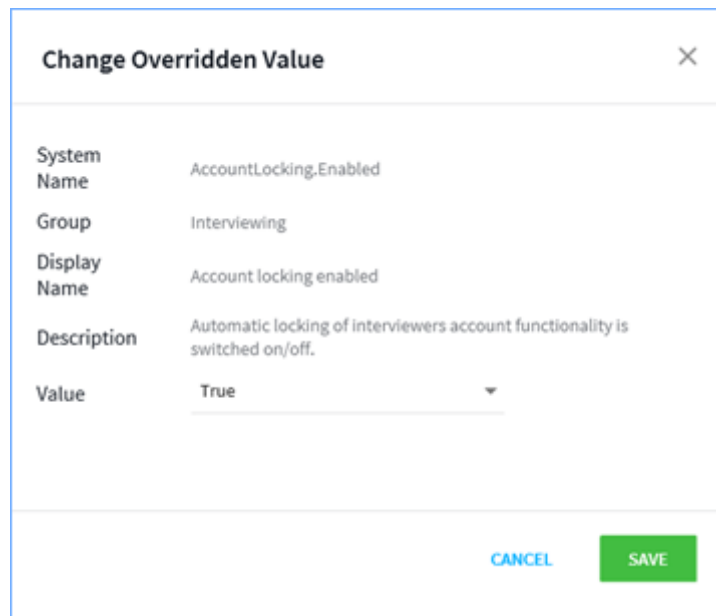 Change Overridden Value
System
Name
AccountLocking.Enabled
Group
Interviewing
Display
Name
Account locking enabled
Description
Automatic locking of interviewers account functionality is
switched on/off.
Value
True
CANCEL
SAVE